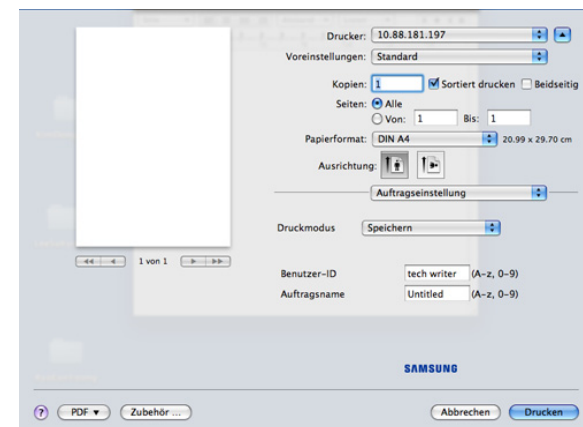 Drucker: 10.88.181.197
Voreinstellungen: Standard
Kopien: 1 Sortiert drucken Beidseitig
Seiten: Alle
Von: 1 Bis: 1
Papierformat: DIN A4 20.99 x 29.70 cm
Ausrichtung:
Auftragseinstellung
Druckmodus Speichern
1 von 1
Benutzer-ID tech writer (A-z, 0-9)
Auftragsname Untitled (A-z, 0-9)
SAMSUNG
? PDF Zubehör ... Abbrechen Drucken